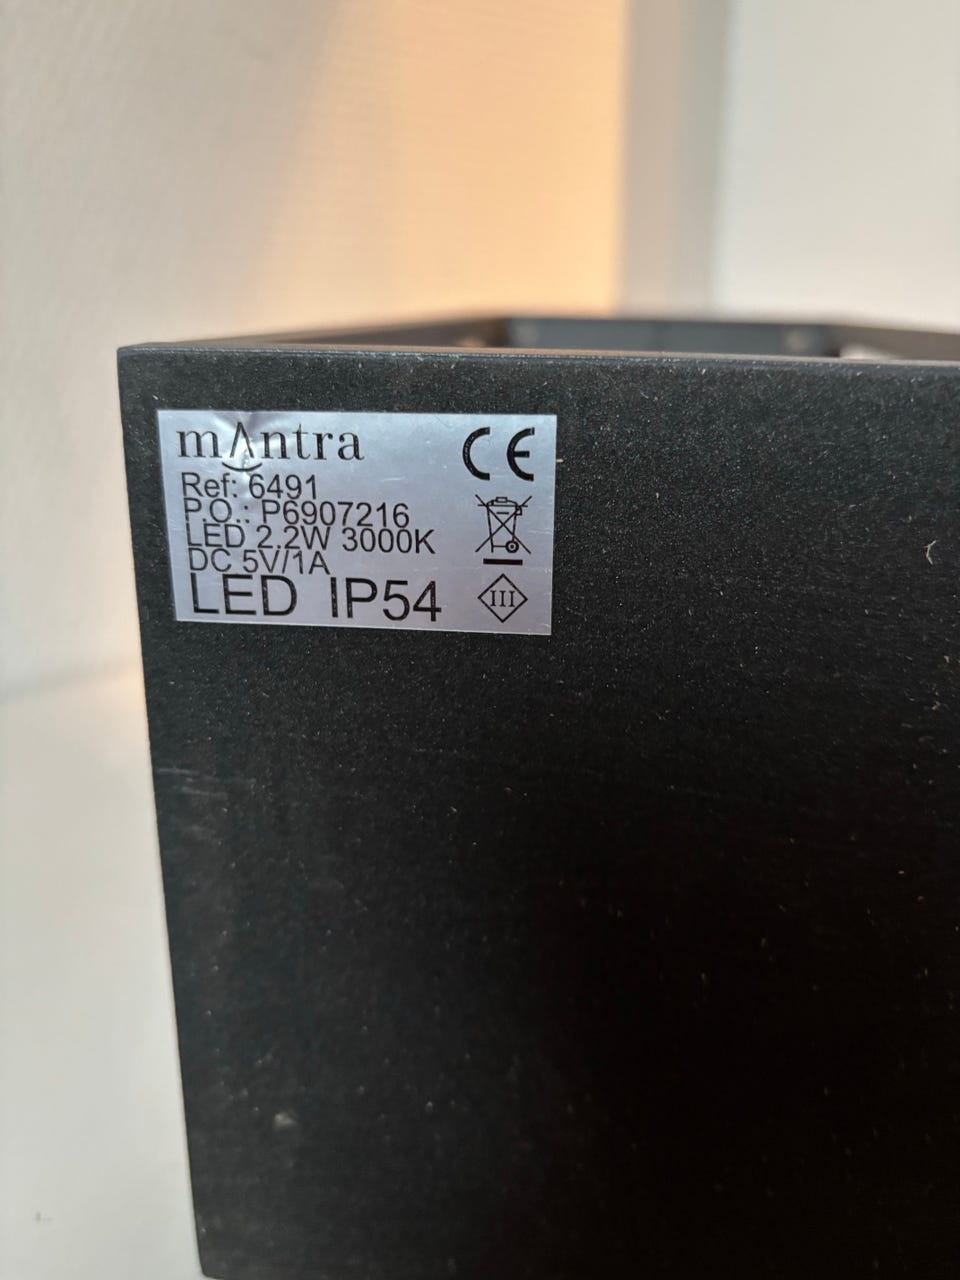 mantra
Ref: 6491
P.O.: P6907216
LED 2.2W 3000K
DC 5V/1A
LED IP54
CE
III